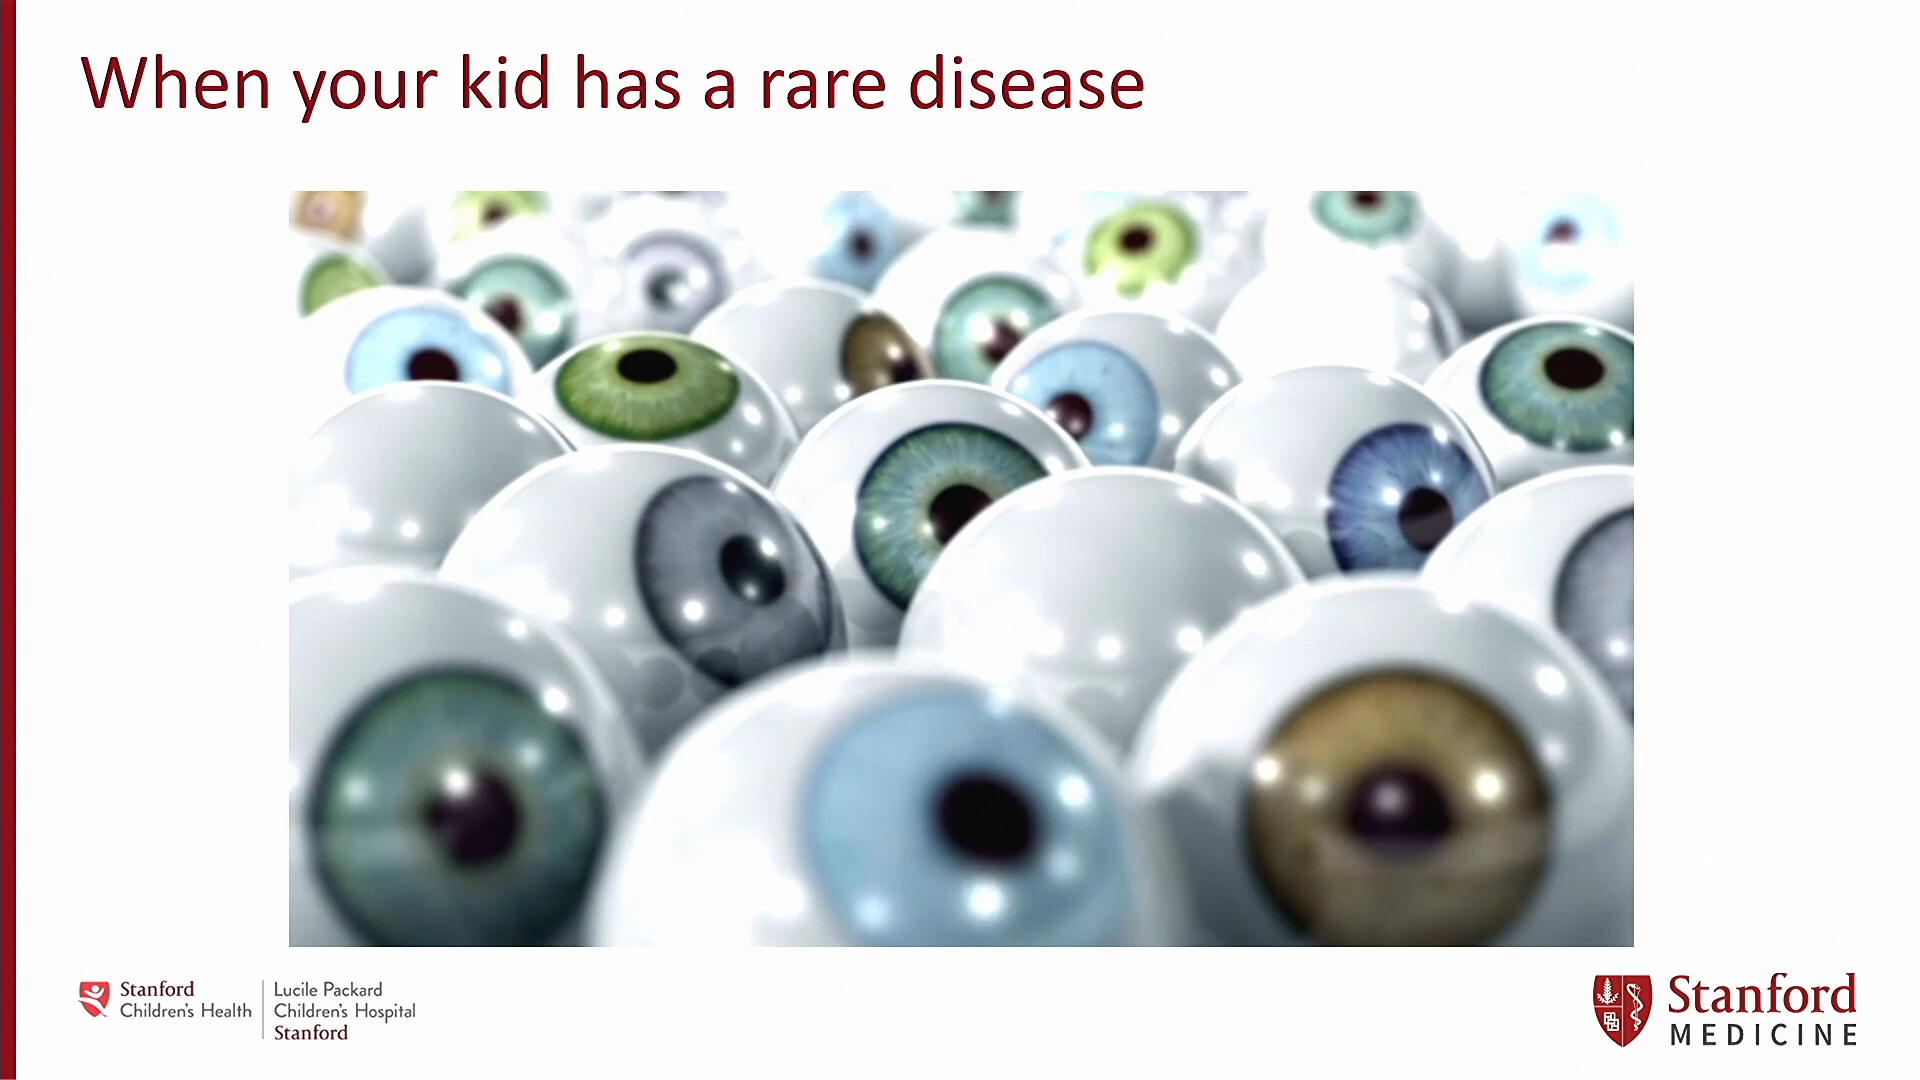 When your kid has a rare disease
Stanford
Children's Health
Lucile Packard
Children's Hospital
Stanford
Stanford
MEDICINE